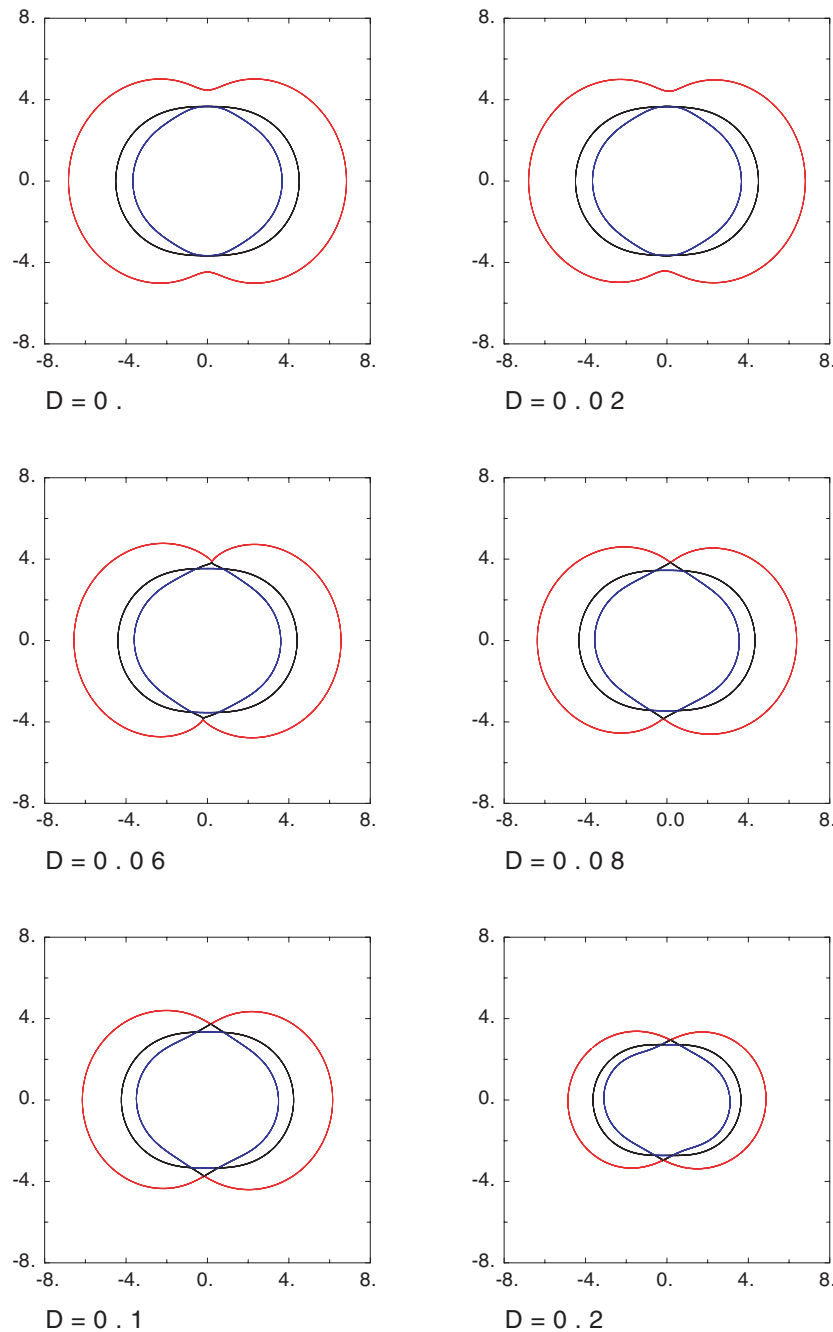 8. 8.
4. 4.
0. 0.
-4. -4.
-8. -8.
-8. -4. 0. 4. 8. -8. -4. 0. 4. 8.
D = 0 . D = 0 . 0 2
8. 8.
4. 4.
0. 0.
-4. -4.
-8. -8.
-8. -4. 0. 4. 8. -8. -4. 0.0 4. 8.
D = 0 . 0 6 D = 0 . 0 8
8. 8.
4. 4.
0. 0.
-4. -4.
-8. -8.
-8. -4. 0. 4. 8. -8. -4. 0. 4. 8.
D = 0 . 1 D = 0 . 2